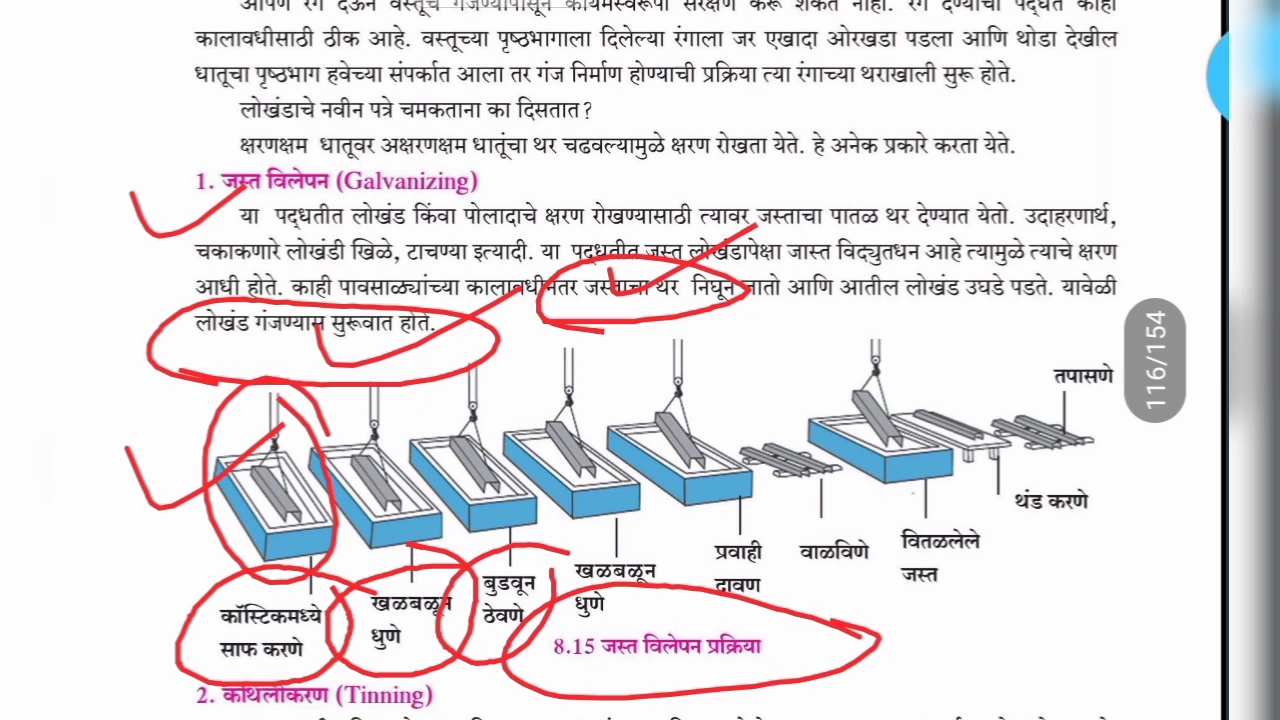 आपण रंग देऊन वस्तूचे गंजण्यापासून कायमस्वरूपी संरक्षण करू शकत नाही. रंग देण्याची पद्धत काही
कालावधीसाठी ठीक आहे. वस्तूच्या पृष्ठभागाला दिलेल्या रंगाला जर एखादा ओरखडा पडला आणि थोडा देखील
धातूचा पृष्ठभाग हवेच्या संपर्कात आला तर गंज निर्माण होण्याची प्रक्रिया त्या रंगाच्या थराखाली सुरू होते.
लोखंडाचे नवीन पत्रे चमकताना का दिसतात?
क्षरणक्षम धातूवर अक्षरणक्षम धातूंचा थर चढवल्यामुळे क्षरण रोखता येते. हे अनेक प्रकारे करता येते.
1. जस्त विलेपन (Galvanizing)
या पद्धतीत लोखंड किंवा पोलादाचे क्षरण रोखण्यासाठी त्यावर जस्ताचा पातळ थर देण्यात येतो. उदाहरणार्थ,
चकाकणारे लोखंडी खिळे, टाचण्या इत्यादी. या पद्धतीत जस्त लोखंडापेक्षा जास्त विद्युतधन आहे त्यामुळे त्याचे क्षरण
आधी होते. काही पावसाळ्यांच्या कालावधीनंतर जस्ताचा थर निघून जातो आणि आतील लोखंड उघडे पडते. यावेळी
लोखंड गंजण्यास सुरूवात होते.
116/154
तपासणे
थंड करणे
वितळलेले
जस्त
वाळविणे
प्रवाही
दावण
खळबळून
धुणे
बुडवून
ठेवणे
खळबळून
धुणे
कॉस्टिकमध्ये
साफ करणे
8.15 जस्त विलेपन प्रक्रिया
2. कथिलीकरण (Tinning)